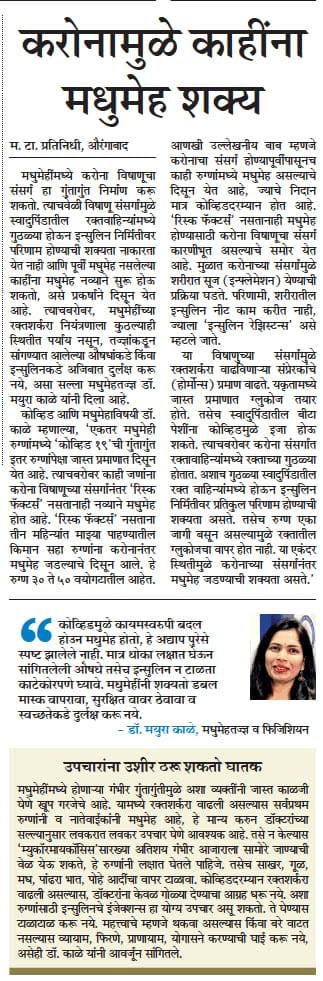 करोनामुळे काहींना
मधुमेह शक्य
म. टा. प्रतिनिधी, औरंगाबाद
मधुमेहींमध्ये करोना विषाणूचा
संसर्ग हा गुंतागुंत निर्माण करू
शकतो. त्याचवेळी विषाणू संसर्गामुळे
स्वादुपिंडातील रक्तवाहिन्यांमध्ये
गुठळ्या होऊन इन्सुलिन निर्मितीवर
परिणाम होण्याची शक्यता नाकारता
येत नाही आणि पूर्वी मधुमेह नसलेल्या
काहींना मधुमेह नव्याने सुरू होऊ
शकतो, असे प्रकर्षाने दिसून येत
आहे. त्याचबरोबर, मधुमेहींच्या
रक्तशर्करा नियंत्रणाला कुठल्याही
स्थितीत पर्याय नसून, तज्ज्ञांकडून
सांगण्यात आलेल्या औषधांकडे किंवा
इन्सुलिनकडे अजिबात दुर्लक्ष करू
नये, असा सल्ला मधुमेहतज्ज्ञ डॉ.
मयुरा काळे यांनी दिला आहे.
कोव्हिड आणि मधुमेहाविषयी डॉ.
काळे म्हणाल्या, 'एकतर मधुमेही
रुग्णांमध्ये 'कोव्हिड १९'ची गुंतागुंत
इतर रुग्णांपेक्षा जास्त प्रमाणात दिसून
येत आहे. त्याचबरोबर काही जणांना
करोना विषाणूच्या संसर्गानंतर 'रिस्क
फॅक्टर्स' नसतानाही नव्याने मधुमेह
होत आहे. 'रिस्क फॅक्टर्स' नसताना
तीन महिन्यांत माझ्या पाहण्यातील
किमान सहा रुग्णांना करोनानंतर
मधुमेह जडल्याचे दिसून आले. हे
रुग्ण ३० ते ५० वयोगटातील आहेत.
आणखी उल्लेखनीय बाब म्हणजे
करोनाचा संसर्ग होण्यापूर्वीपासूनच
काही रुग्णांमध्ये मधुमेह असल्याचे
दिसून येत आहे, ज्याचे निदान
मात्र कोव्हिडदरम्यान होत आहे.
'रिस्क फॅक्टर्स' नसतानाही मधुमेह
होण्यासाठी करोना विषाणूचा संसर्ग
कारणीभूत असल्याचे समोर येत
आहे. मुळात करोनाच्या संसर्गामुळे
शरीरात सूज (इन्फ्लेमेशन) येण्याची
प्रक्रिया घडते. परिणामी, शरीरातील
इन्सुलिन नीट काम करीत नाही,
ज्याला 'इन्सुलिन रेझिस्टन्स' असे
म्हटले जाते.
या विषाणुच्या संसर्गामुळे
रक्तशर्करा वाढविणाऱ्या संप्रेरकांचे
(हार्मोन्स) प्रमाण वाढते. यकृतामध्ये
जास्त प्रमाणात ग्लुकोज तयार
होते. तसेच स्वादुपिंडातील बीटा
पेशींना कोव्हिडमुळे इजा होऊ
शकते. त्याचबरोबर करोना संसर्गात
रक्तावाहिन्यांमध्ये रक्ताच्या गुठळ्या
होतात. अशाच गुठळ्या स्वादुपिंडातील
रक्त वाहिन्यांमध्ये होऊन इन्सुलिन
निर्मितीवर प्रतिकुल परिणाम होण्याची
शक्यता असते. तसेच रुग्ण एका
जागी बसून असल्यामुळे रक्तातील
ग्लुकोजचा वापर होत नाही. या एकंदर
स्थितीमुळे करोनाच्या संसर्गानंतर
मधुमेह जडण्याची शक्यता असते.'
“ कोव्हिडमुळे कायमस्वरुपी बदल
होऊन मधुमेह होतो, हे अद्याप पुरेसे
स्पष्ट झालेले नाही. मात्र धोका लक्षात घेऊन
सांगितलेली औषधे तसेच इन्सुलिन न टाळता
काटेकोरपणे घ्यावे. मधुमेहींनी शक्यतो डबल
मास्क वापरावा, सुरक्षित वावर ठेवावा व
स्वच्छतेकडे दुर्लक्ष करू नये.
– डॉ. मयुरा काळे, मधुमेहतज्ज्ञ व फिजिशियन
उपचारांना उशीर ठरू शकतो घातक
मधुमेहींमध्ये होणाऱ्या गंभीर गुंतागुंतीमुळे अशा व्यक्तींनी जास्त काळजी
घेणे खूप गरजेचे आहे. यामध्ये रक्तशर्करा वाढली असल्यास सर्वप्रथम
रुग्णांनी व नातेवाईकांनी मधुमेह आहे, हे मान्य करुन डॉक्टरांच्या
सल्ल्यानुसार लवकरात लवकर उपचार घेणे आवश्यक आहे. तसे न केल्यास
'म्युकॉरमायकॉसिस'सारख्या अतिशय गंभीर आजाराला सामोर जाण्याची
वेळ येऊ शकते, हे रुग्णांनी लक्षात घेतले पाहिजे. तसेच साखर, गूळ,
मध, पांढरा भात, पोहे आदींचा वापर टाळावा. कोव्हिडदरम्यान रक्तशर्करा
वाढली असल्यास, डॉक्टरांना केवळ गोळ्या देण्याचा आग्रह धरू नये. अशा
रुग्णांसाठी इन्सुलिनचे इंजेक्शन्स हा योग्य उपचार असू शकतो. ते घेण्यास
टाळाटाळ करू नये. महत्त्वाचे म्हणजे थकवा असल्यास किंवा बरे वाटत
नसल्यास व्यायाम, फिरणे, प्राणायाम, योगासने करण्याची घाई करू नये,
असेही डॉ. काळे यांनी आवर्जून सांगितले.